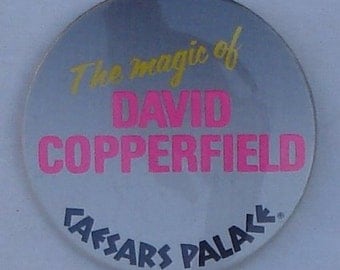 The magic of
DAVID
COPPERFIELD
CAESARS PALACE®